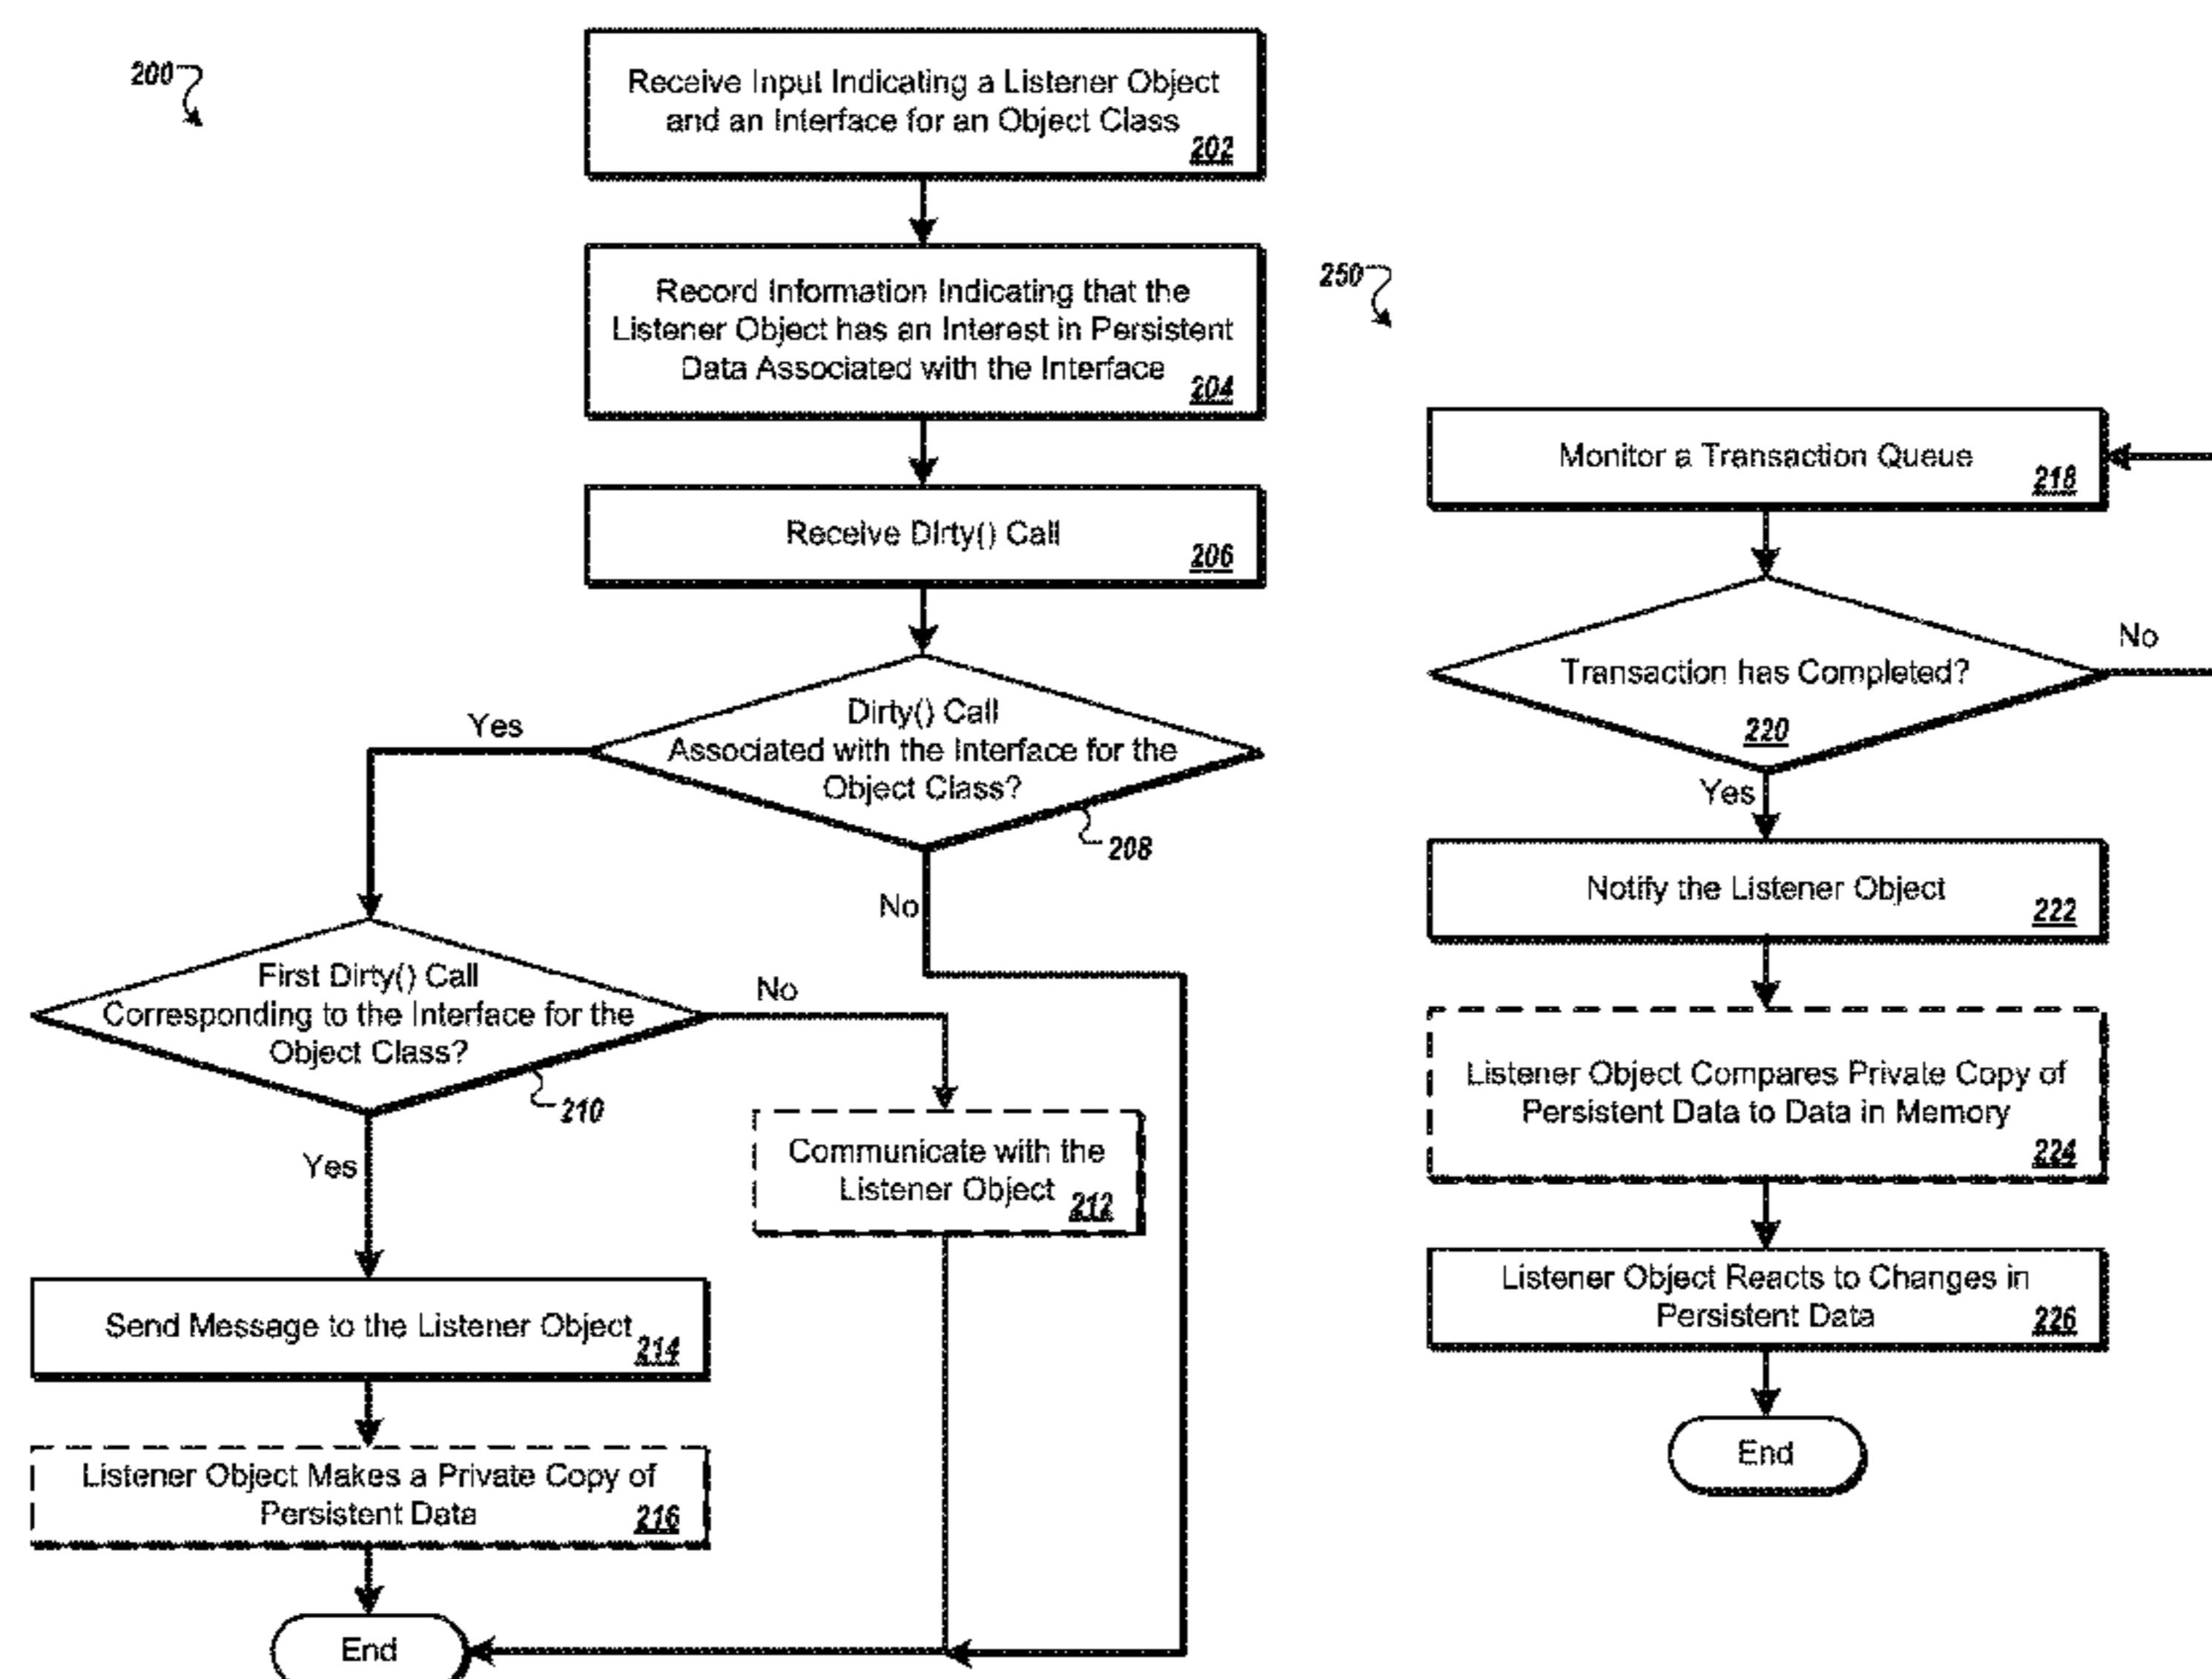 200
Receive Input Indicating a Listener Object
and an Interface for an Object Class
202
Record Information Indicating that the
Listener Object has an Interest in Persistent
Data Associated with the Interface
204
Receive Dirty() Call
206
Dirty() Call
Associated with the Interface for the
Object Class?
208
Yes
No
First Dirty() Call
Corresponding to the Interface for the
Object Class?
210
No
Yes
Communicate with the
Listener Object
212
Send Message to the Listener Object
214
Listener Object Makes a Private Copy of
Persistent Data
216
End
250
Monitor a Transaction Queue
218
Transaction has Completed?
220
No
Yes
Notify the Listener Object
222
Listener Object Compares Private Copy of
Persistent Data to Data in Memory
224
Listener Object Reacts to Changes in
Persistent Data
226
End